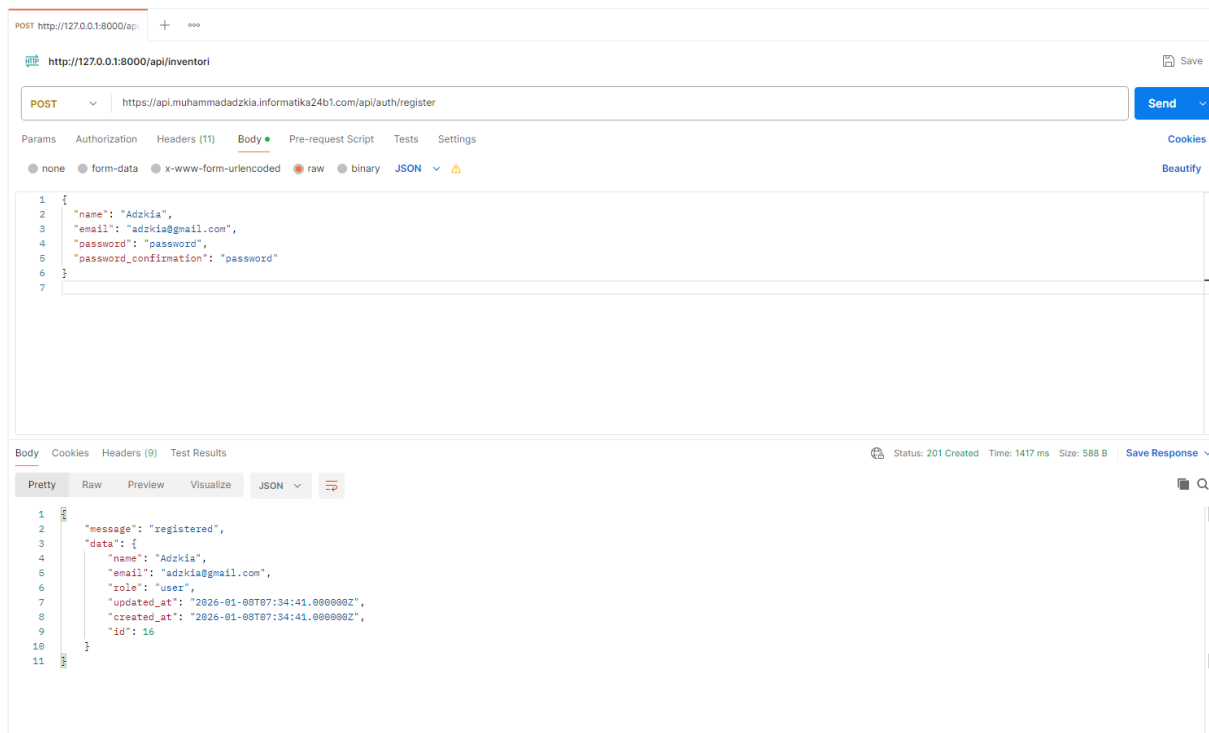 POST http://127.0.0.1:8000/api
http://127.0.0.1:8000/api/inventori
Save
POST
https://api.muhammadadzkia.informatika24b1.com/api/auth/register
Send
Params Authorization Headers (11) Body Pre-request Script Tests Settings
Cookies
none form-data x-www-form-urlencoded raw binary JSON
Beautify
1 {
2 "name": "Adzkia",
3 "email": "adzkia@gmail.com",
4 "password": "password",
5 "password_confirmation": "password"
6 }
7
Body Cookies Headers (9) Test Results
Status: 201 Created Time: 1417 ms Size: 588 B Save Response
Pretty Raw Preview Visualize JSON
1 {
2 "message": "registered",
3 "data": {
4 "name": "Adzkia",
5 "email": "adzkia@gmail.com",
6 "role": "user",
7 "updated_at": "2026-01-08T07:34:41.000000Z",
8 "created_at": "2026-01-08T07:34:41.000000Z",
9 "id": 16
10 }
11 }